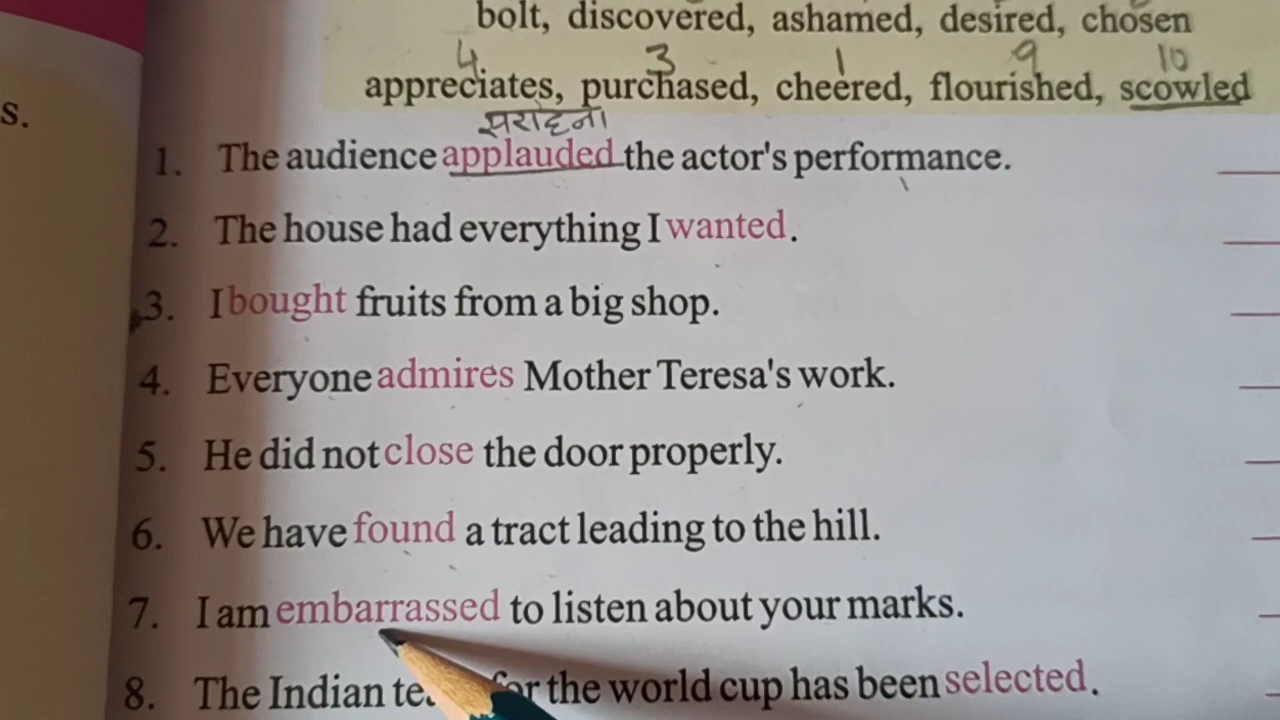 bolt, discovered, ashamed, desired, chosen
4 3 1 9 10
appreciates, purchased, cheered, flourished, scowled
सराहना
s.
1. The audience applauded the actor's performance.
2. The house had everything I wanted.
3. I bought fruits from a big shop.
4. Everyone admires Mother Teresa's work.
5. He did not close the door properly.
6. We have found a tract leading to the hill.
7. I am embarrassed to listen about your marks.
8. The Indian for the world cup has been selected.